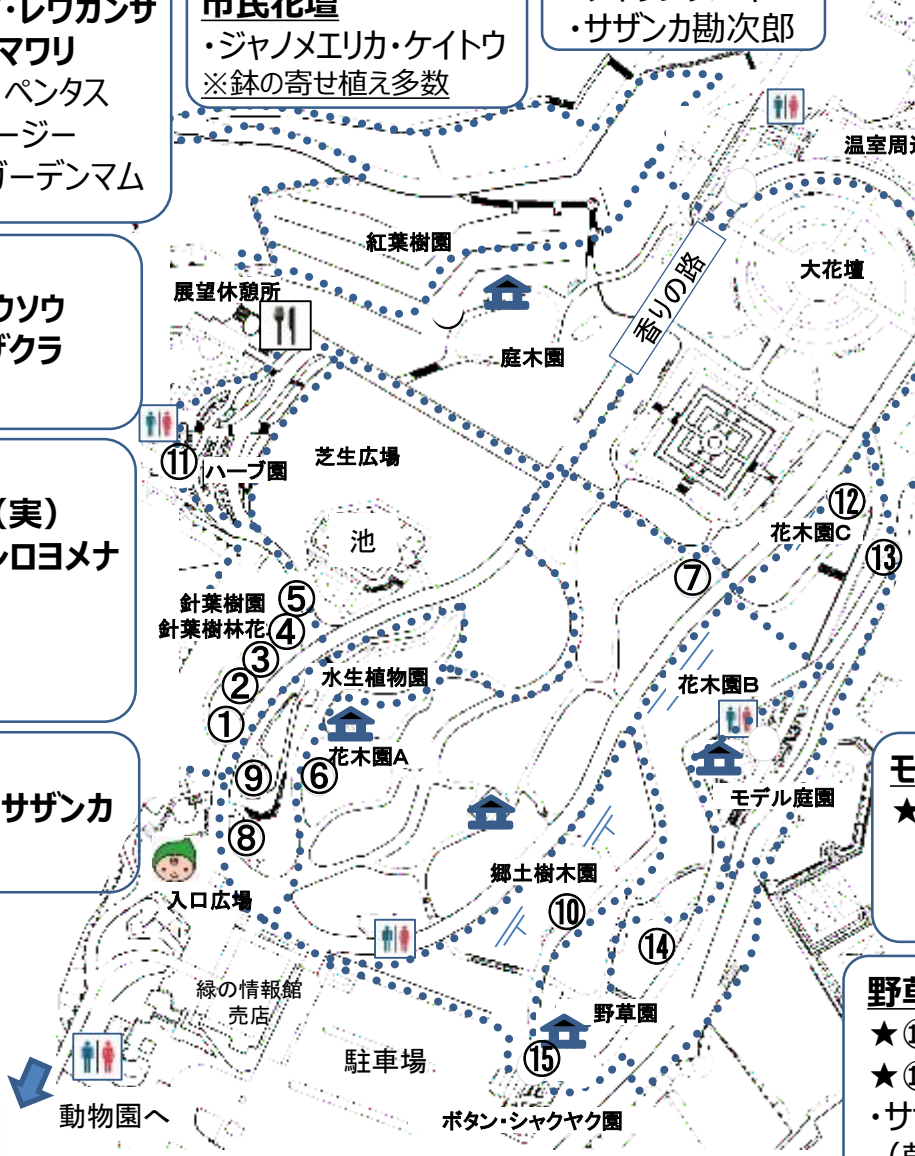 ・レウカンサ
マワリ
ペンタス
ージー
ガーデンマム
市民花壇
・ジャノメエリカ・ケイトウ
※鉢の寄せ植え多数
・サザンカ勘次郎
ウソウ
ザクラ
（実）
シロヨメナ
サザンカ
温室周辺
紅葉樹園
展望休憩所
香りの路
大花壇
庭木園
芝生広場
⑪
ハーブ園
池
⑫
花木園C
⑬
⑦
針葉樹園
⑤
針葉樹林花
④
③
②
①
水生植物園
花木園A
⑥
⑨
⑧
花木園B
モデル庭園
入口広場
郷土樹木園
⑩
⑭
緑の情報館
売店
野草園
⑮
駐車場
ボタン・シャクヤク園
動物園へ
モ
★
野草
★
★
・サ